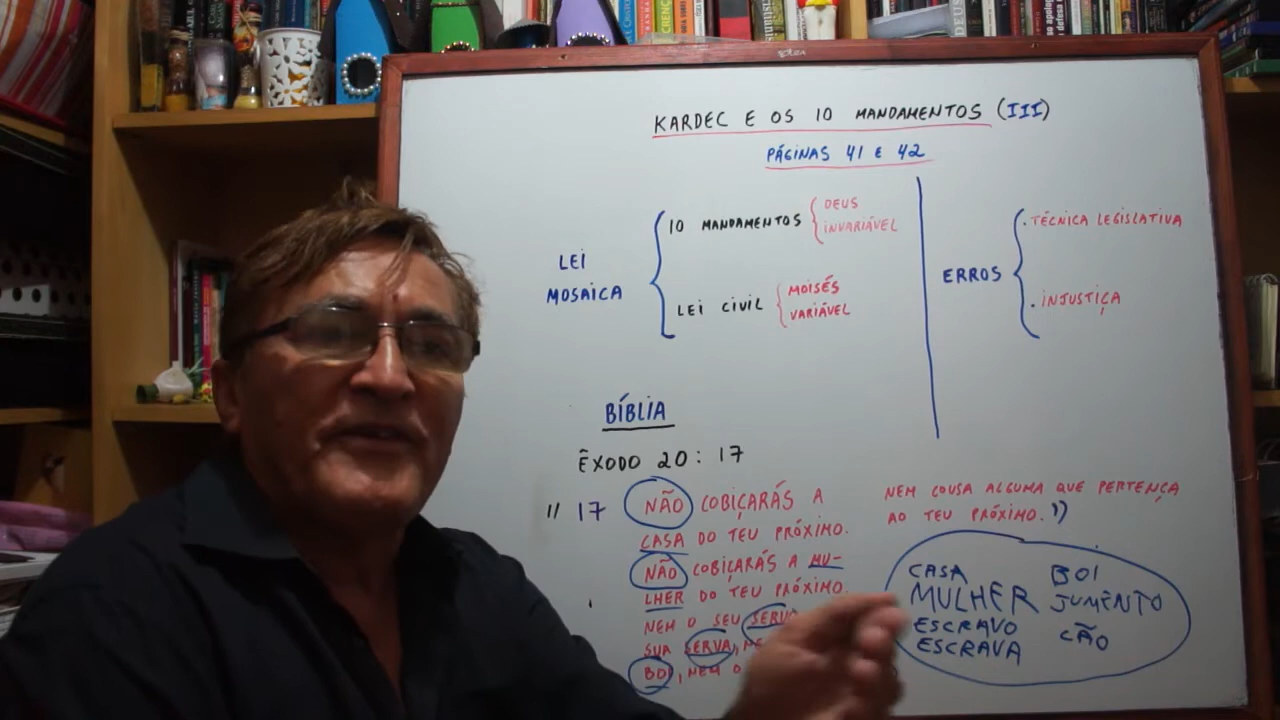 KARDEC E OS 10 MANDAMENTOS (III)
PÁGINAS 41 E 42
LEI
MOSAICA
10 MANDAMENTOS
DEUS
INVARIÁVEL
LEI CIVIL
MOISÉS
VARIÁVEL
ERROS
. TÉCNICA LEGISLATIVA
. INJUSTIÇA
BÍBLIA
ÊXODO 20: 17
" 17 NÃO COBIÇARÁS A
CASA DO TEU PRÓXIMO.
NÃO COBIÇARÁS A MU-
LHER DO TEU PRÓXIMO.
NEM O SEU SERVO
SUA SERVA,
BOI, NEM O
NEM COUSA ALGUMA QUE PERTENÇA
AO TEU PRÓXIMO."
CASA
MULHER
ESCRAVO
ESCRAVA
BOI
JUMENTO
CÃO